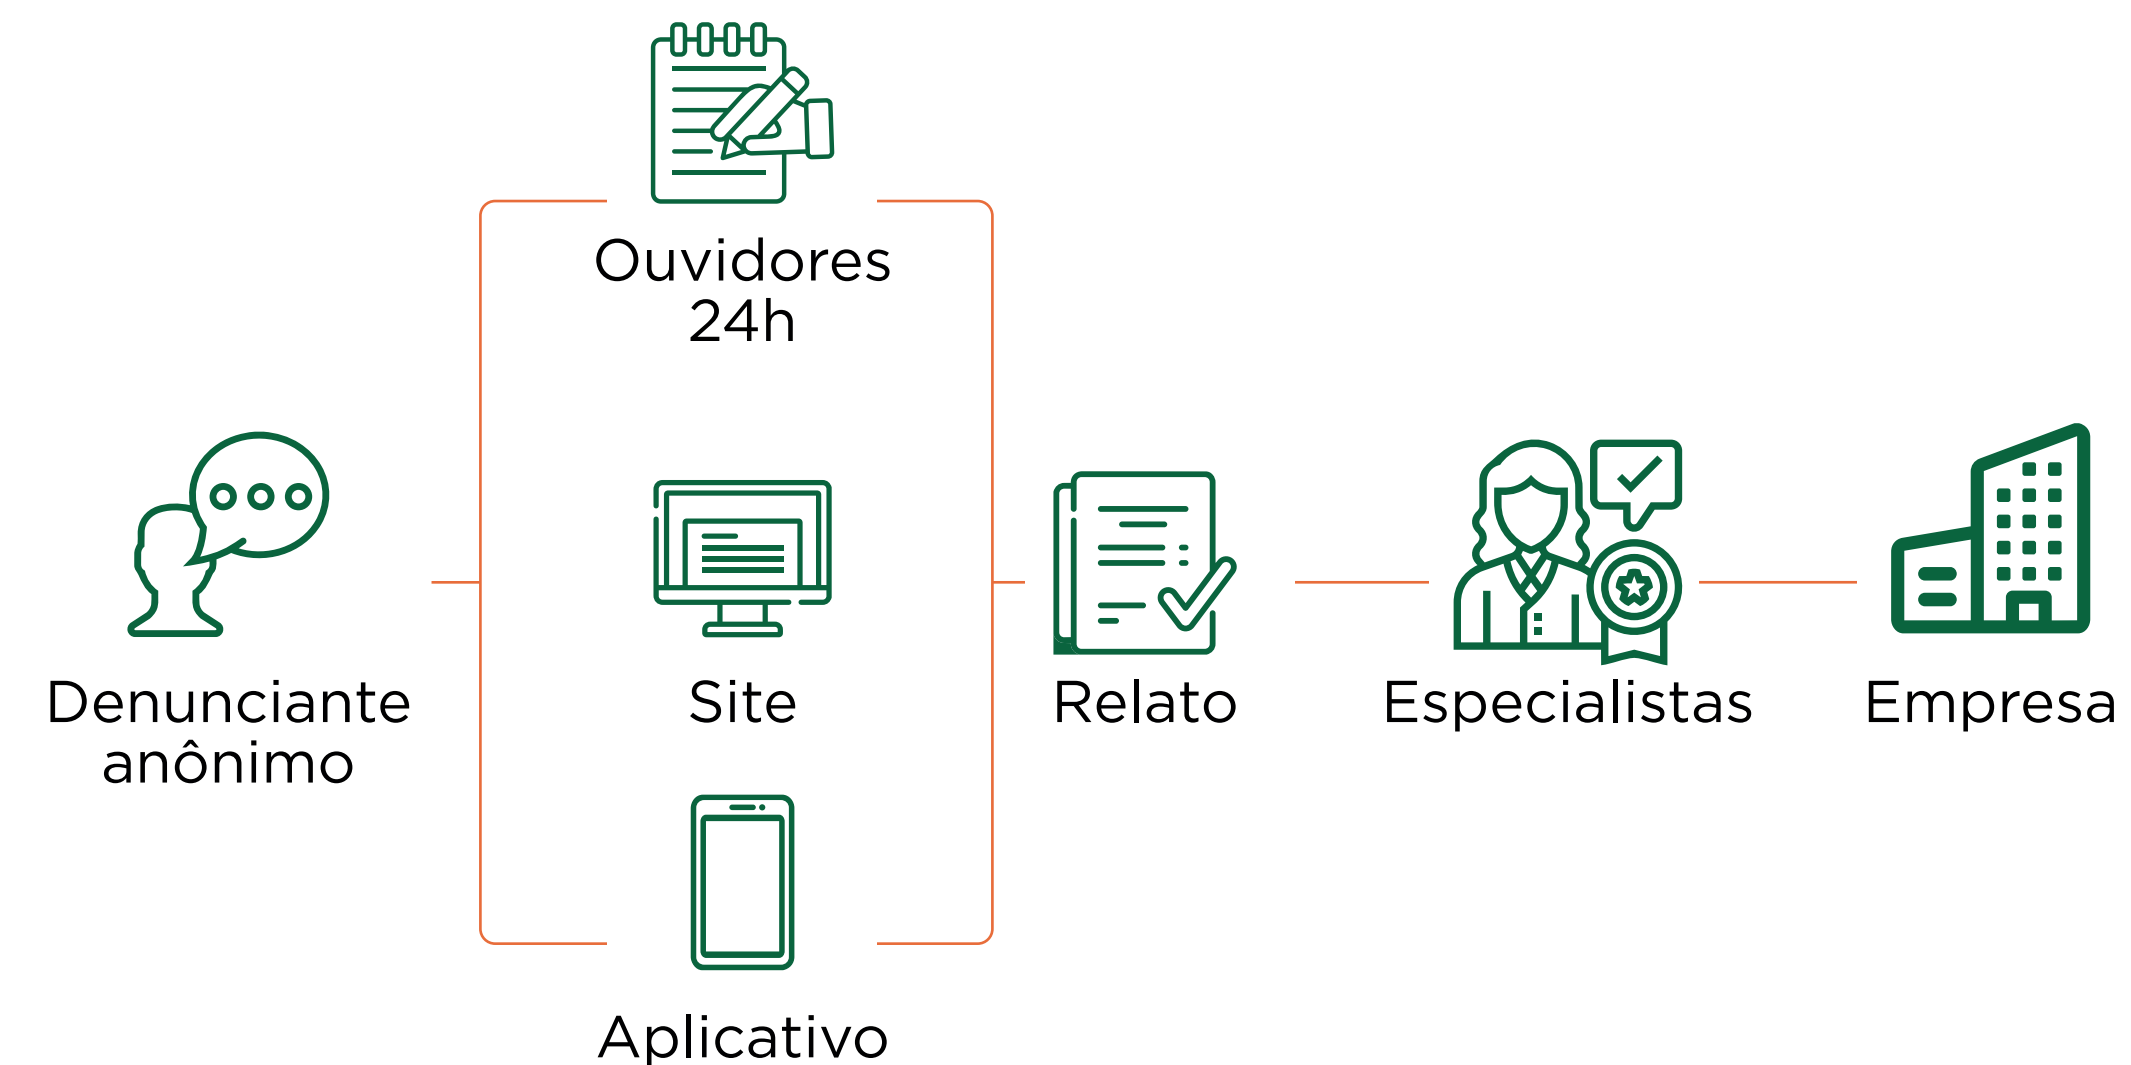 Denunciante
anônimo
Ouvidores
24h
Site
Aplicativo
Relato
Especialistas
Empresa